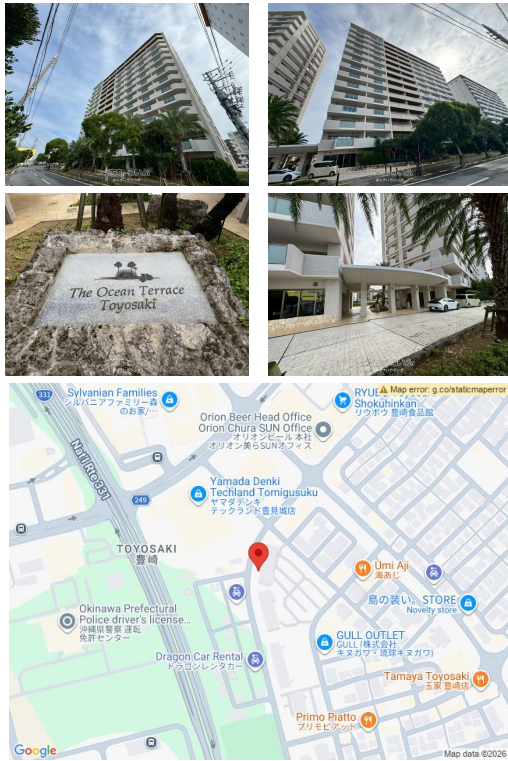 The Ocean Terrace
Toyosaki
Map error: g.co/staticmaperror
331
Sylvanian Families
シルバニアファミリー森
のお家/…
Shokuhinkan
リウボウ 豊崎食品館
Orion Beer Head Office
Orion Chura SUN Office
オリオンビール 本社
オリオン美らSUNオフィス
Nat'l Rte 331
Yamada Denki
Techland Tomigusuku
ヤマダデンキ
テックランド豊見城店
249
TOYOSAKI
豊崎
Umi Aji
海あじ
島の装い。STORE
Novelty store
Okinawa Prefectural
Police driver's license...
沖縄県警察 運転
免許センター
GULL OUTLET
GULL (株式会社
キヌガワ・琉球キヌガワ)
Dragon Car Rental
ドラゴンレンタカー
Tamaya Toyosaki
玉家 豊崎店
Primo Piatto
プリモピアット
Google
Map data ©2026